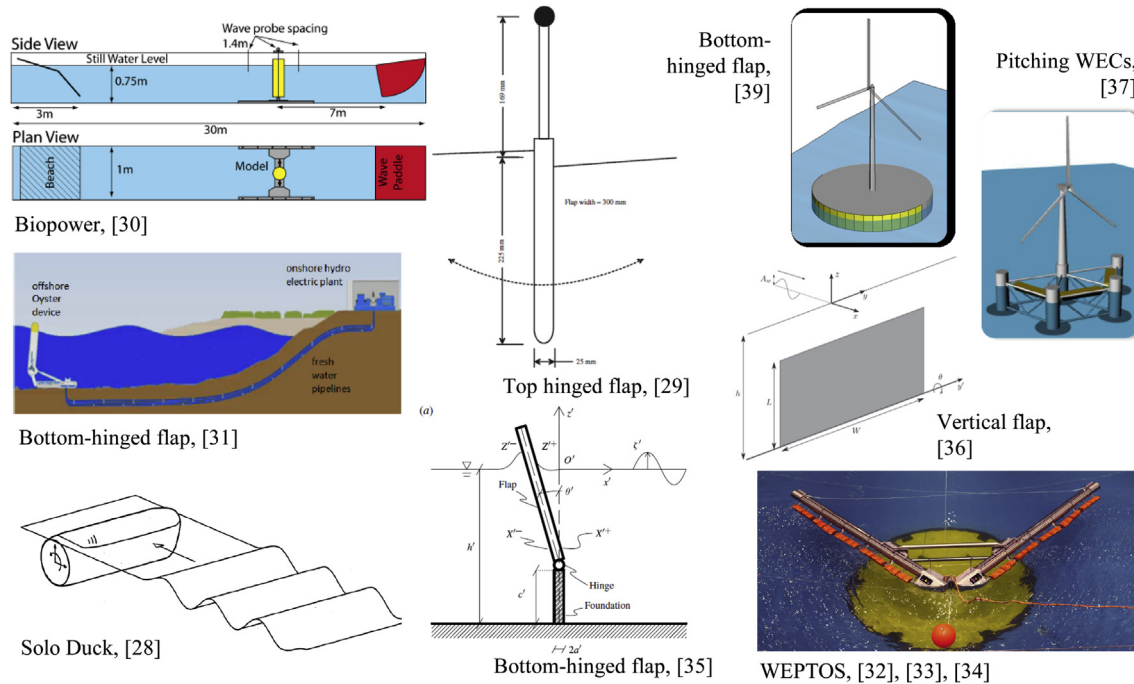 Side View
Wave probe spacing
1.4m
Still Water Level
0.75m
3m
7m
30m
Plan View
Beach
1m
Model
Wave
Paddle
Biopower, [30]
offshore
Oyster
device
onshore hydro
electric plant
fresh
water
pipelines
Bottom-hinged flap, [31]
Solo Duck, [28]
169 mm
225 mm
Flap width = 300 mm
25 mm
Top hinged flap, [29]
(a)
z'
Z'−
Z'+
O'
x'
ζ'
Flap
θ'
h'
X'−
X'+
Hinge
c'
Foundation
2a'
Bottom-hinged flap, [35]
Bottom-
hinged flap,
[39]
Pitching WECs,
[37]
z
y
x
h
L
W
θ
y'
Vertical flap,
[36]
WEPTOS, [32], [33], [34]